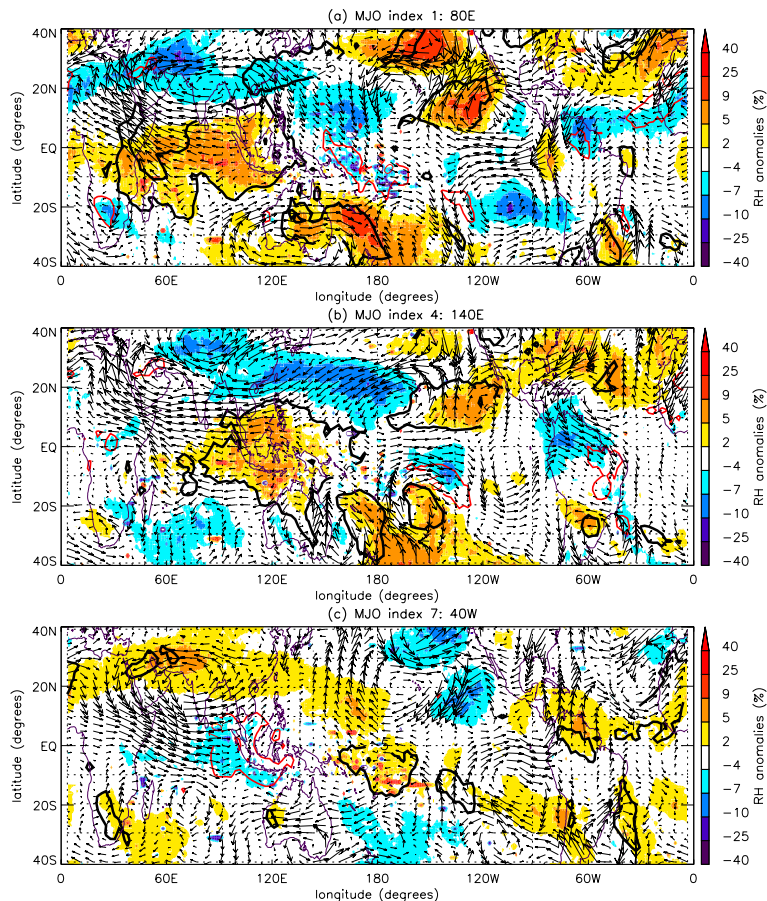 (a) MJO index 1: 80E
40N
20N
EQ
20S
40S
latitude (degrees)
0 60E 120E 180 120W 60W 0
longitude (degrees)
40
25
9
5
2
−4
−7
−10
−25
−40
RH anomalies (%)
(b) MJO index 4: 140E
40N
20N
EQ
20S
40S
latitude (degrees)
0 60E 120E 180 120W 60W 0
longitude (degrees)
40
25
9
5
2
−4
−7
−10
−25
−40
RH anomalies (%)
(c) MJO index 7: 40W
40N
20N
EQ
20S
40S
latitude (degrees)
0 60E 120E 180 120W 60W 0
longitude (degrees)
40
25
9
5
2
−4
−7
−10
−25
−40
RH anomalies (%)